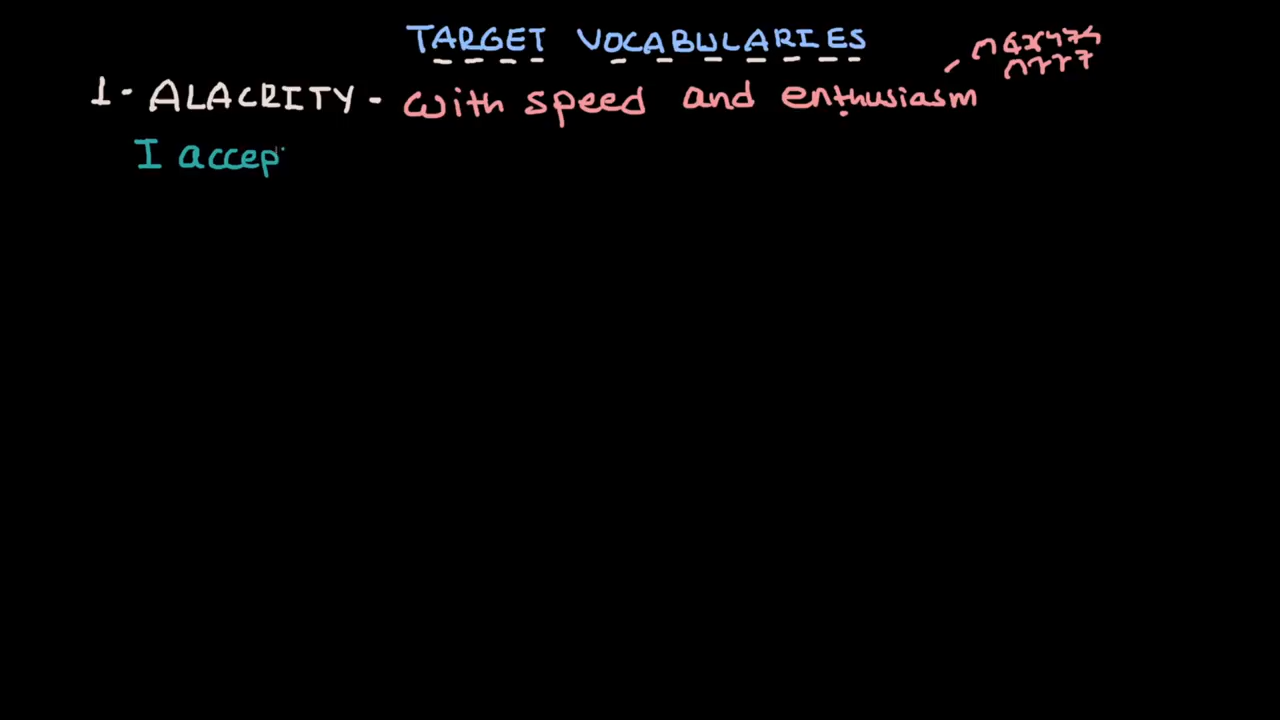 TARGET VOCABULARIES
1- ALACRITY - with speed and enthusiasm
I accep